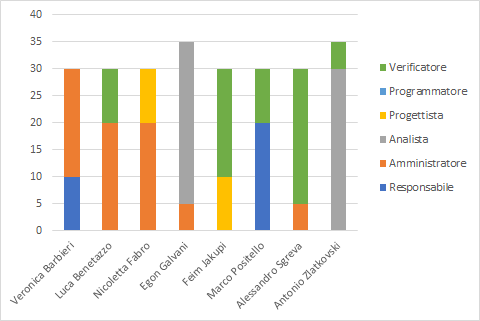 40
35
30
25
20
15
10
5
0
Veronica Barbieri
Luca Benetazzo
Nicoletta Fabro
Egon Galvani
Feim Jakupi
Marco Positello
Alessandro Sgreva
Antonio Zlatkovski
Verificatore
Programmatore
Progettista
Analista
Amministratore
Responsabile